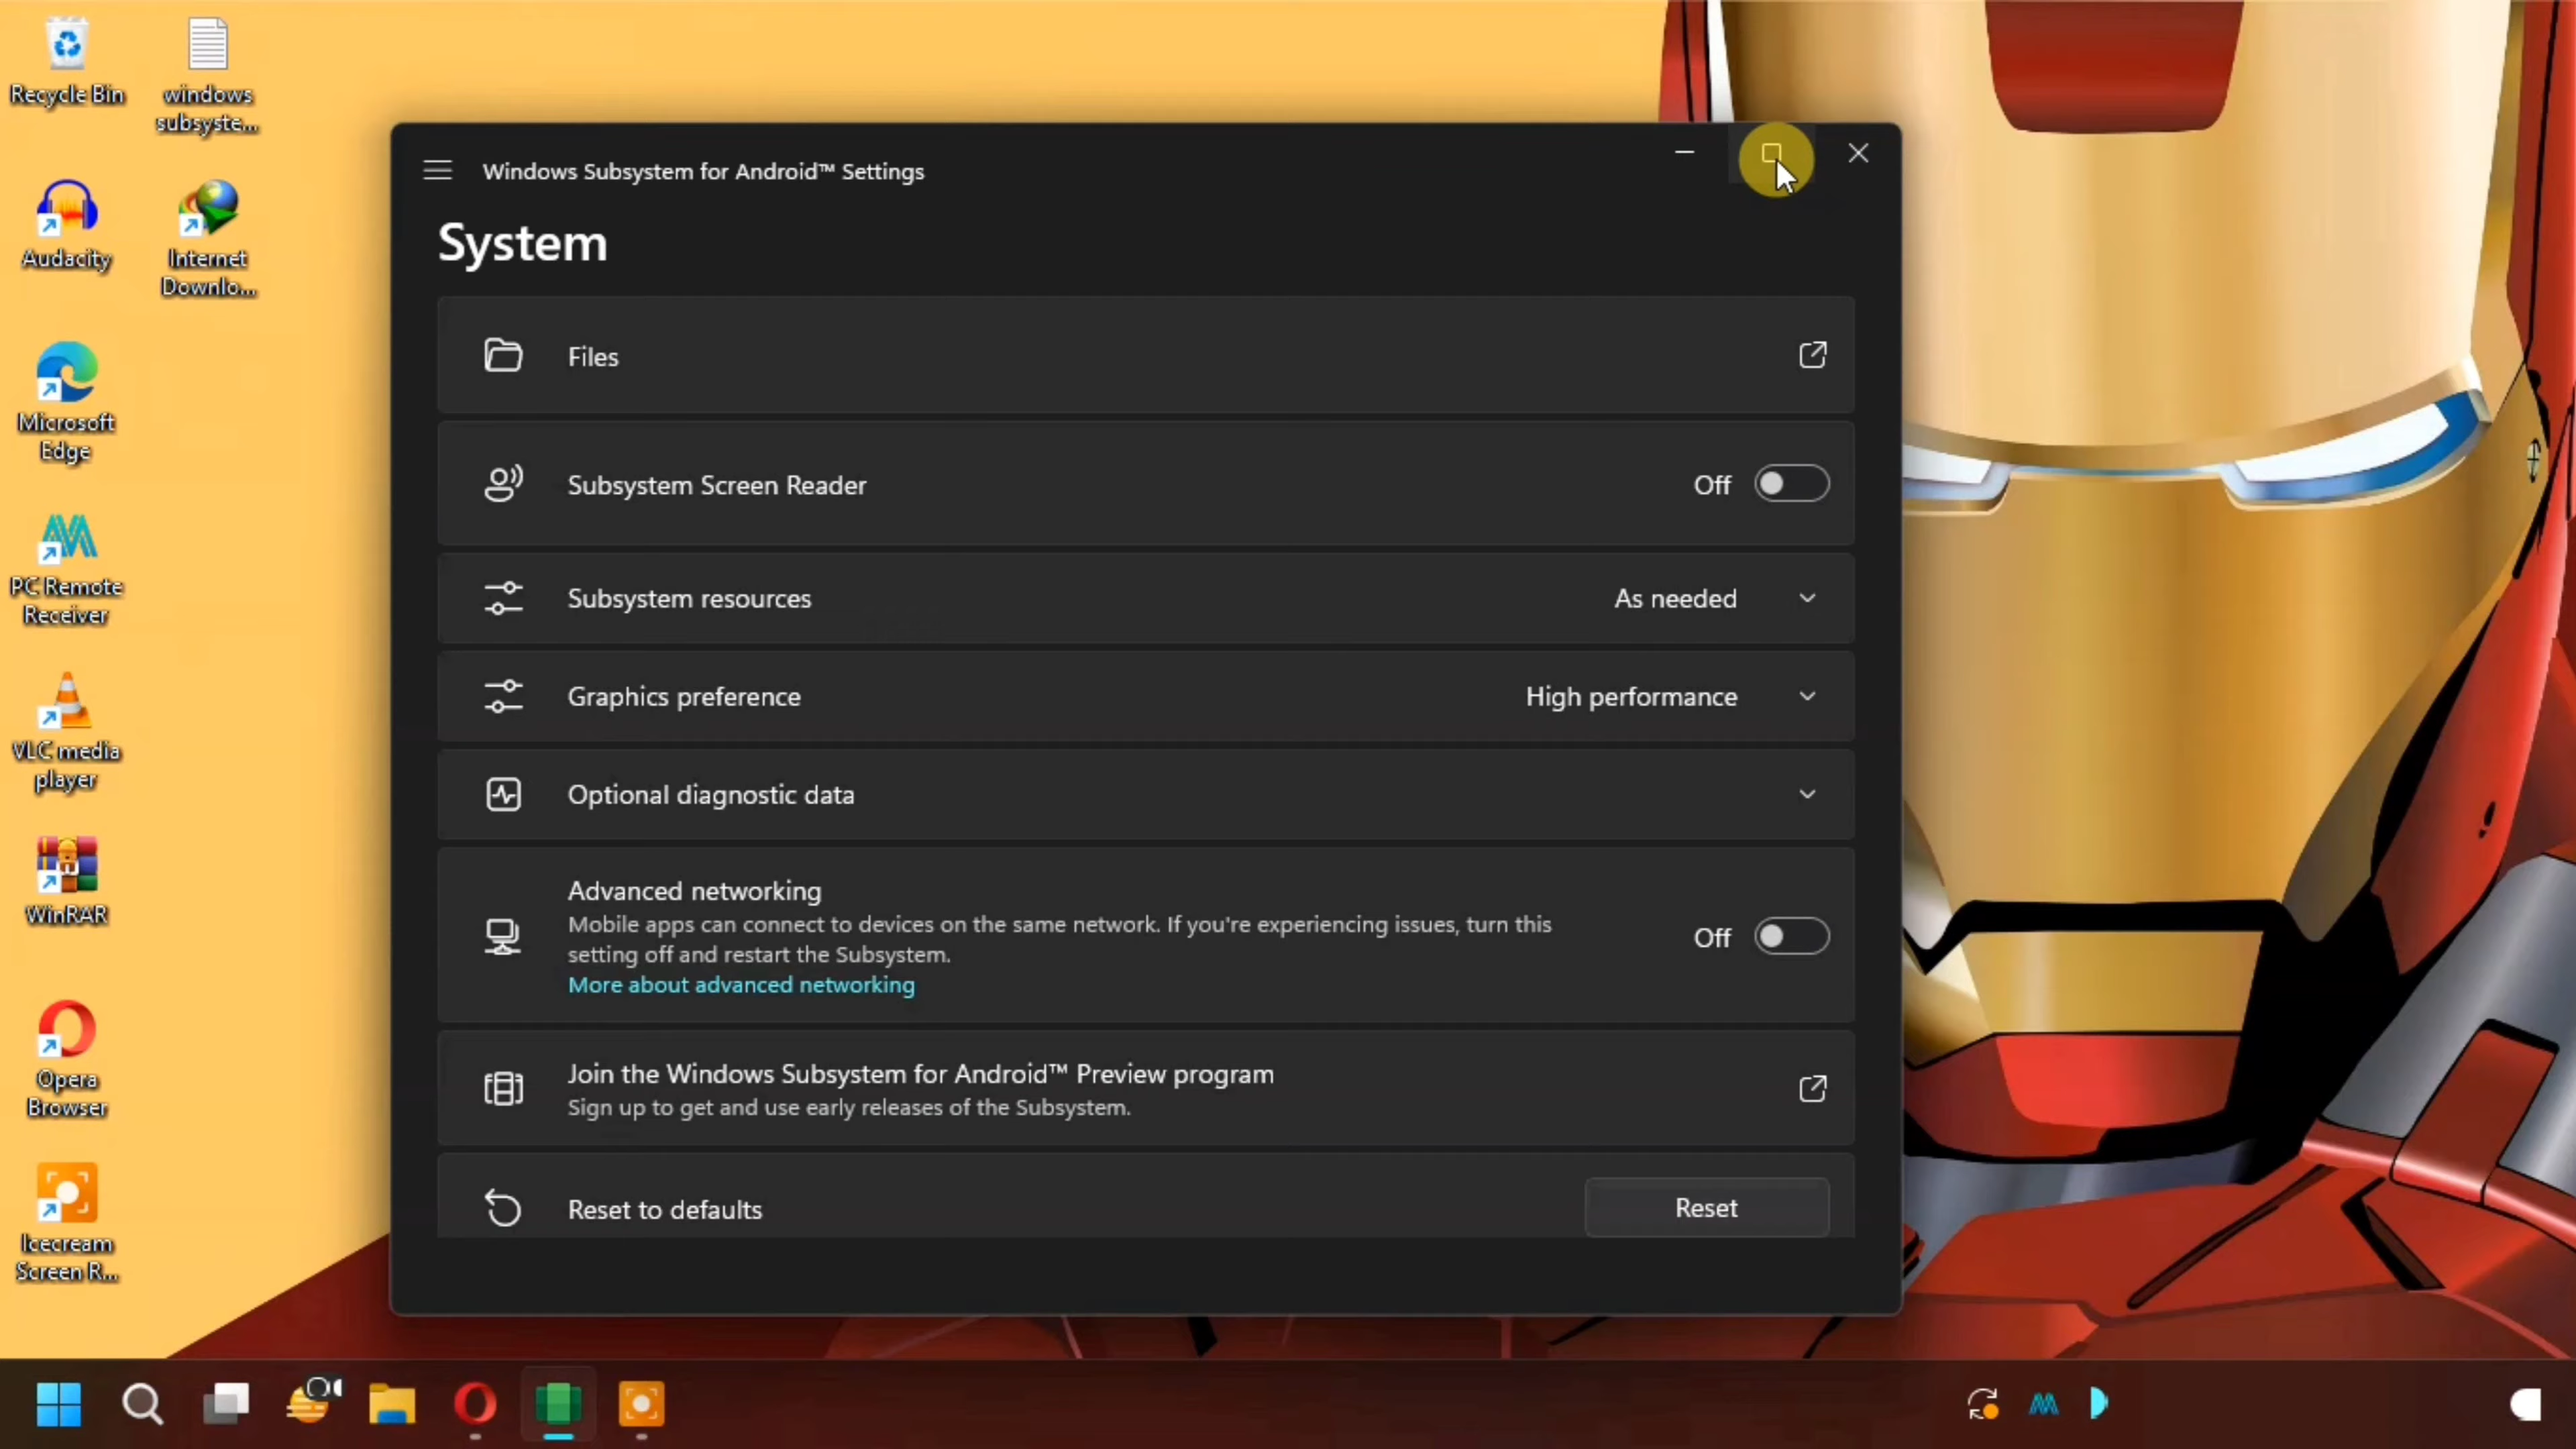 Recycle Bin
windows
subsyste...
Audacity
Internet
Downlo...
Microsoft
Edge
PC Remote
Receiver
VLC media
player
WinRAR
Opera
Browser
Icecream
Screen R...
Windows Subsystem for Android™ Settings
System
Files
Subsystem Screen Reader
Off
Subsystem resources
As needed
Graphics preference
High performance
Optional diagnostic data
Advanced networking
Mobile apps can connect to devices on the same network. If you're experiencing issues, turn this
setting off and restart the Subsystem.
More about advanced networking
Off
Join the Windows Subsystem for Android™ Preview program
Sign up to get and use early releases of the Subsystem.
Reset to defaults
Reset